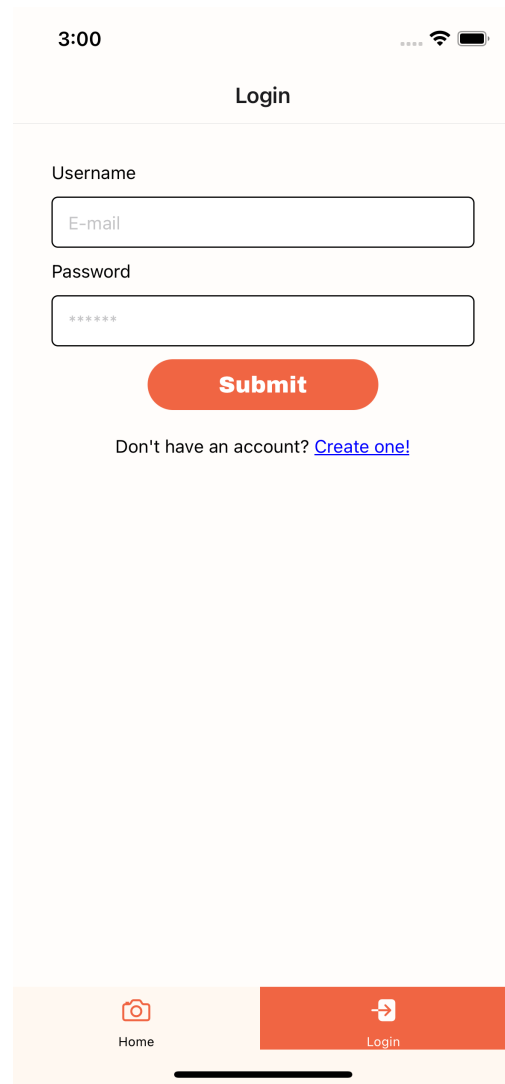 3:00
Login
Username
E-mail
Password
******
Submit
Don't have an account? Create one!
Home
Login